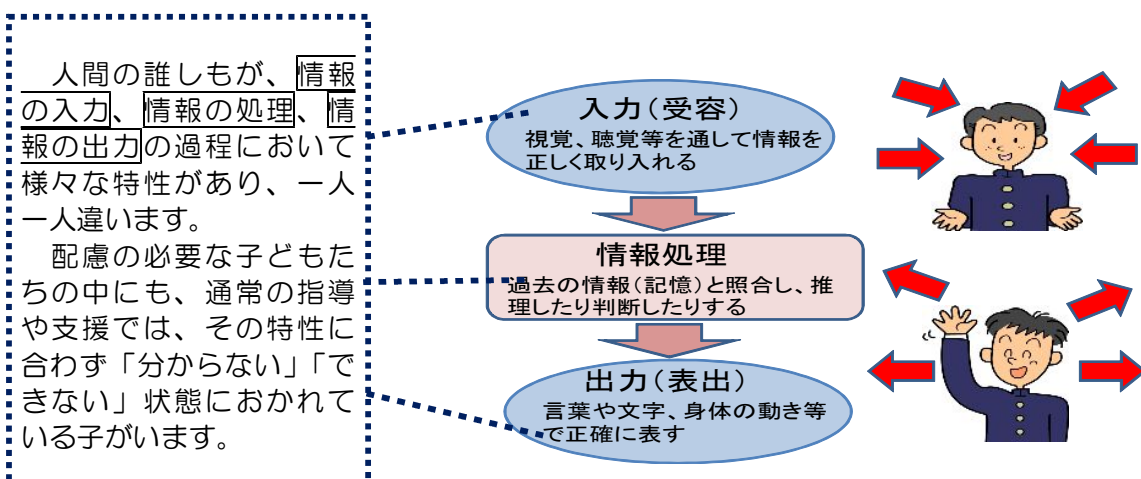 人間の誰しもが、情報
の入力、情報の処理、情
報の出力の過程において
様々な特性があり、一人
一人違います。
配慮の必要な子どもた
ちの中にも、通常の指導
や支援では、その特性に
合わず「分からない」「で
きない」状態におかれて
いる子がいます。
入力(受容)
視覚、聴覚等を通して情報を
正しく取り入れる
情報処理
過去の情報(記憶)と照合し、推
理したり判断したりする
出力(表出)
言葉や文字、身体の動き等
で正確に表す